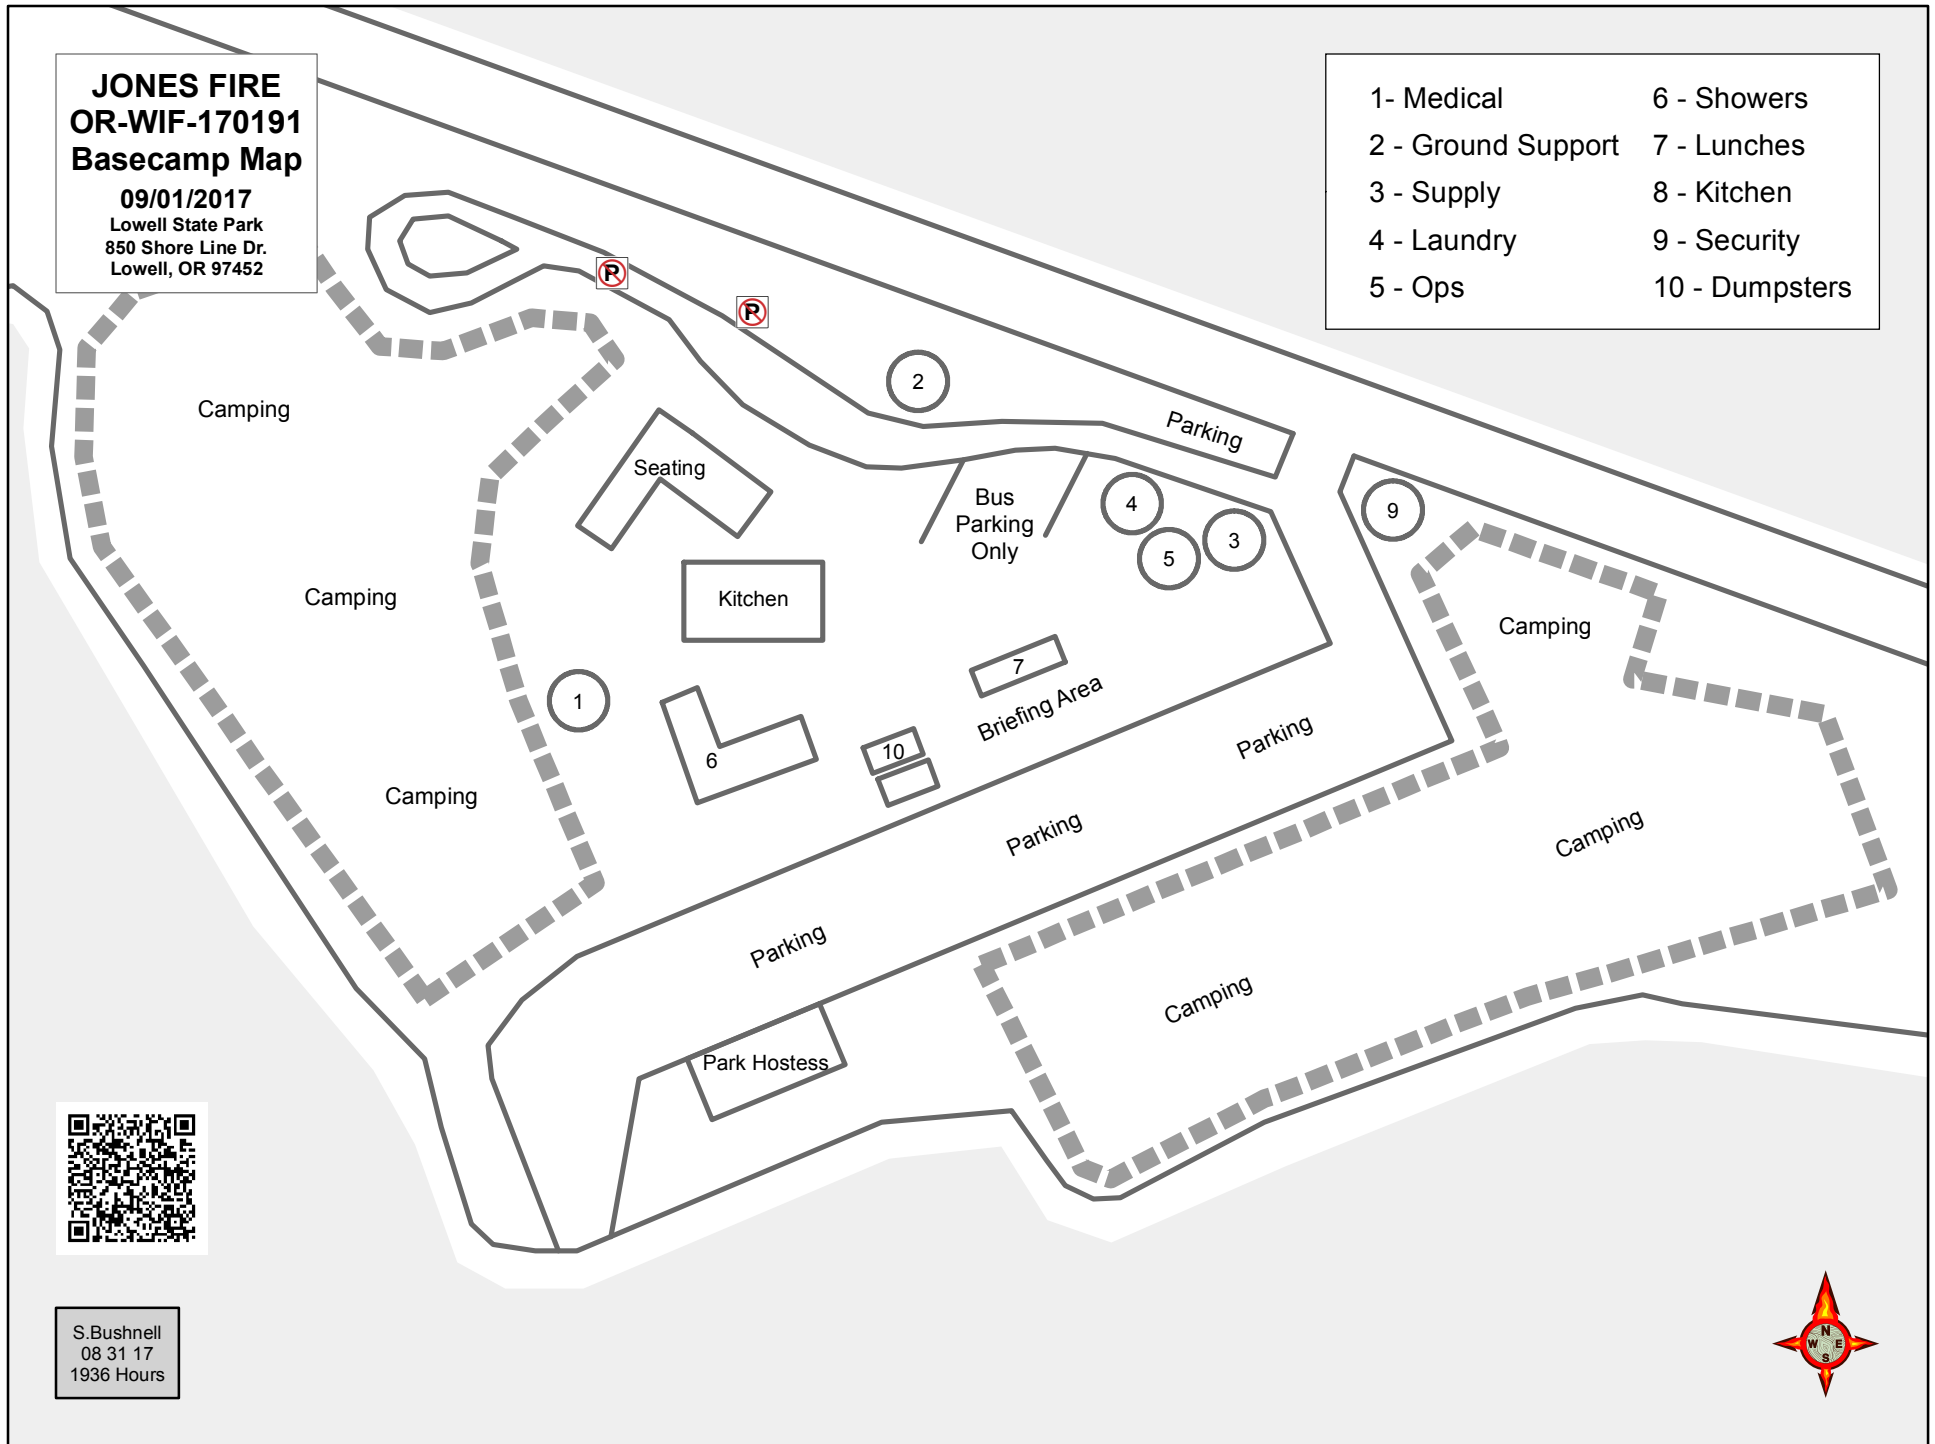 JONES FIRE
OR-WIF-170191
Basecamp Map
09/01/2017
Lowell State Park
850 Shore Line Dr.
Lowell, OR 97452
1- Medical
2 - Ground Support
3 - Supply
4 - Laundry
5 - Ops
6 - Showers
7 - Lunches
8 - Kitchen
9 - Security
10 - Dumpsters
P
P
2
Parking
Camping
Seating
Bus
Parking
Only
4
3
5
9
Camping
Kitchen
Camping
7
Briefing Area
1
6
10
Parking
Camping
Parking
Camping
Parking
Camping
Park Hostess
S.Bushnell
08 31 17
1936 Hours
N
W
E
S